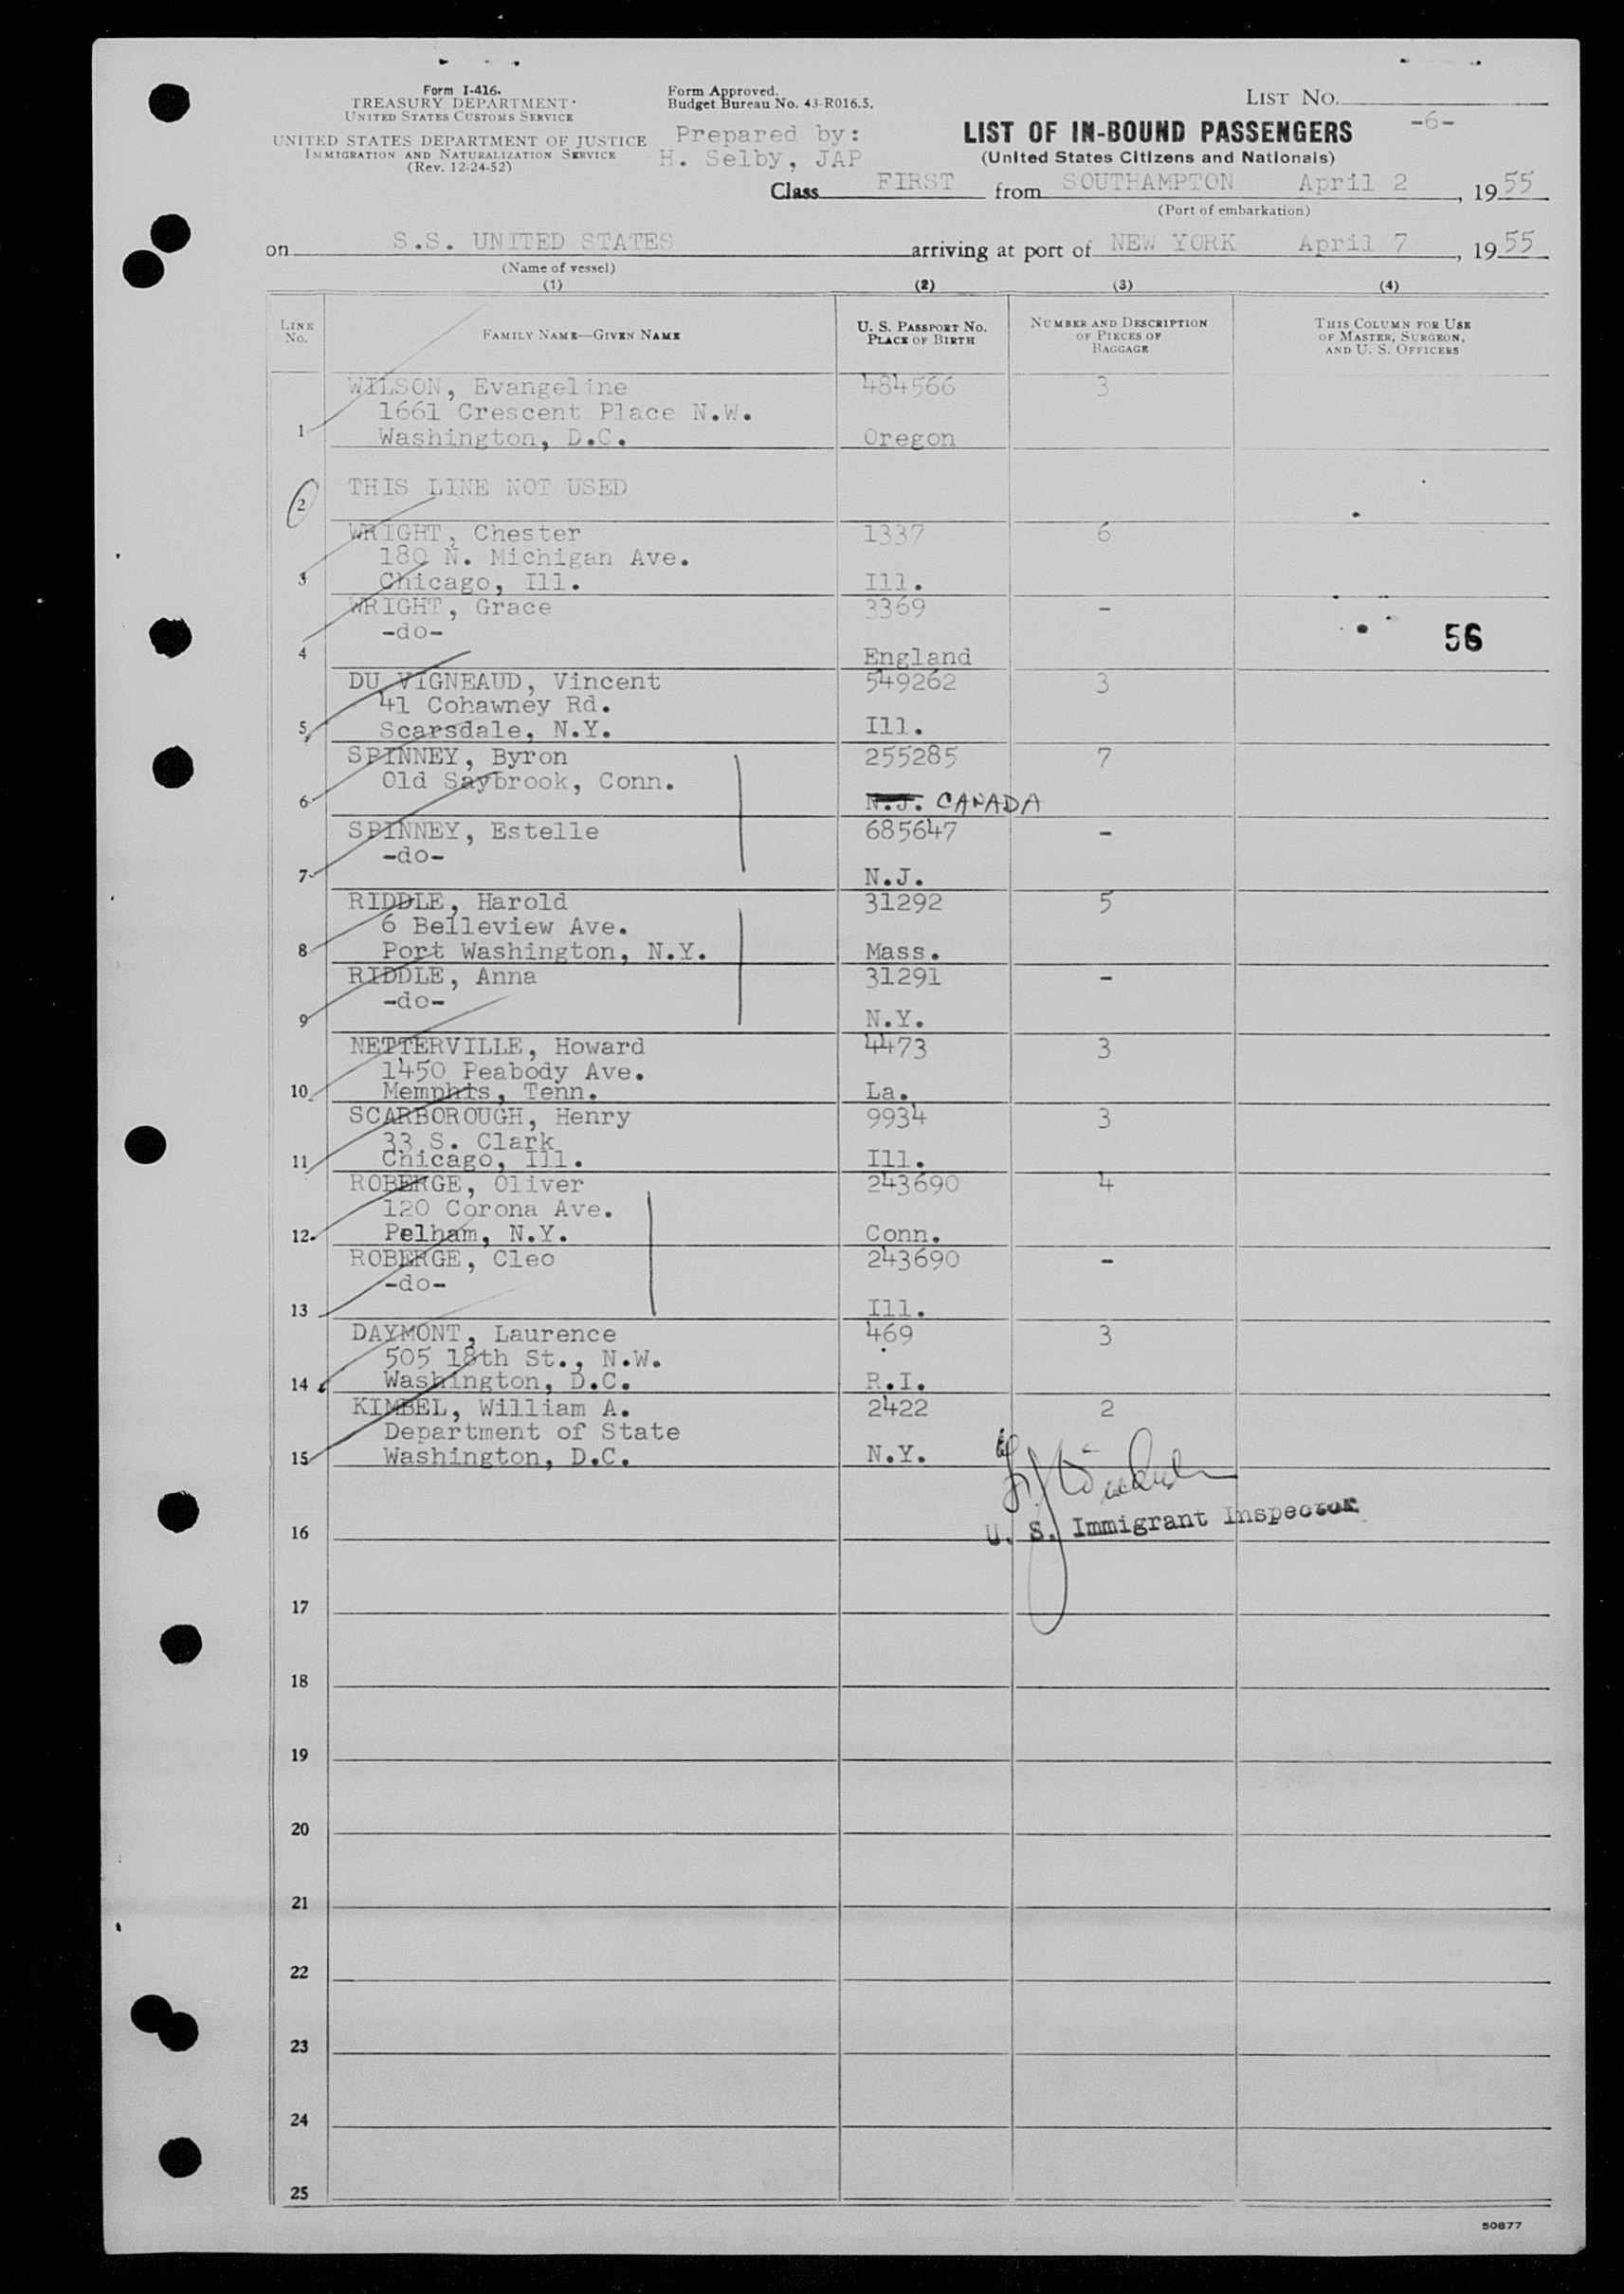 Form I-416.
TREASURY DEPARTMENT
UNITED STATES CUSTOMS SERVICE
UNITED STATES DEPARTMENT OF JUSTICE
IMMIGRATION AND NATURALIZATION SERVICE
(Rev. 12-24-52)
Form Approved.
Budget Bureau No. 43-R016.5.
Prepared by:
H. Selby, JAP
LIST NO.
-6-
LIST OF IN-BOUND PASSENGERS
(United States Citizens and Nationals)
Class FIRST from SOUTHAMPTON April 2, 1955
(Port of embarkation)
on S.S. UNITED STATES arriving at port of NEW YORK April 7, 1955
(Name of vessel)
(1) (2) (3) (4)
LINE NO. FAMILY NAME—GIVEN NAME U. S. PASSPORT NO. PLACE OF BIRTH NUMBER AND DESCRIPTION OF PIECES OF BAGGAGE THIS COLUMN FOR USE OF MASTER, SURGEON, AND U. S. OFFICERS
WILSON, Evangeline 484566 3
1661 Crescent Place N.W.
1 Washington, D.C. Oregon
2 THIS LINE NOT USED
WRIGHT, Chester 1337 6
180 N. Michigan Ave.
3 Chicago, Ill. Ill.
WRIGHT, Grace 3369 -
-do-
56
4 England
DU VIGNEAUD, Vincent 549262 3
41 Cohawney Rd.
5 Scarsdale, N.Y. Ill.
SPINNEY, Byron 255285 7
Old Saybrook, Conn.
6 N.J. CANADA
SPINNEY, Estelle 685647 -
-do-
7 N.J.
RIDDLE, Harold 31292 5
6 Belleview Ave.
8 Port Washington, N.Y. Mass.
RIDDLE, Anna 31291 -
-do-
9 N.Y.
NETTERVILLE, Howard 4473 3
1450 Peabody Ave.
10 Memphis, Tenn. La.
SCARBOROUGH, Henry 9934 3
33 S. Clark
11 Chicago, Ill. Ill.
ROBERGE, Oliver 243690 4
120 Corona Ave.
12 Pelham, N.Y. Conn.
ROBERGE, Cleo 243690 -
-do-
13 Ill.
DAYMONT, Laurence 469 3
505 18th St., N.W.
14 Washington, D.C. R.I.
KIMBEL, William A. 2422 2
Department of State
15 Washington, D.C. N.Y.
U. S. Immigrant Inspector
16
17
18
19
20
21
22
23
24
25
50877